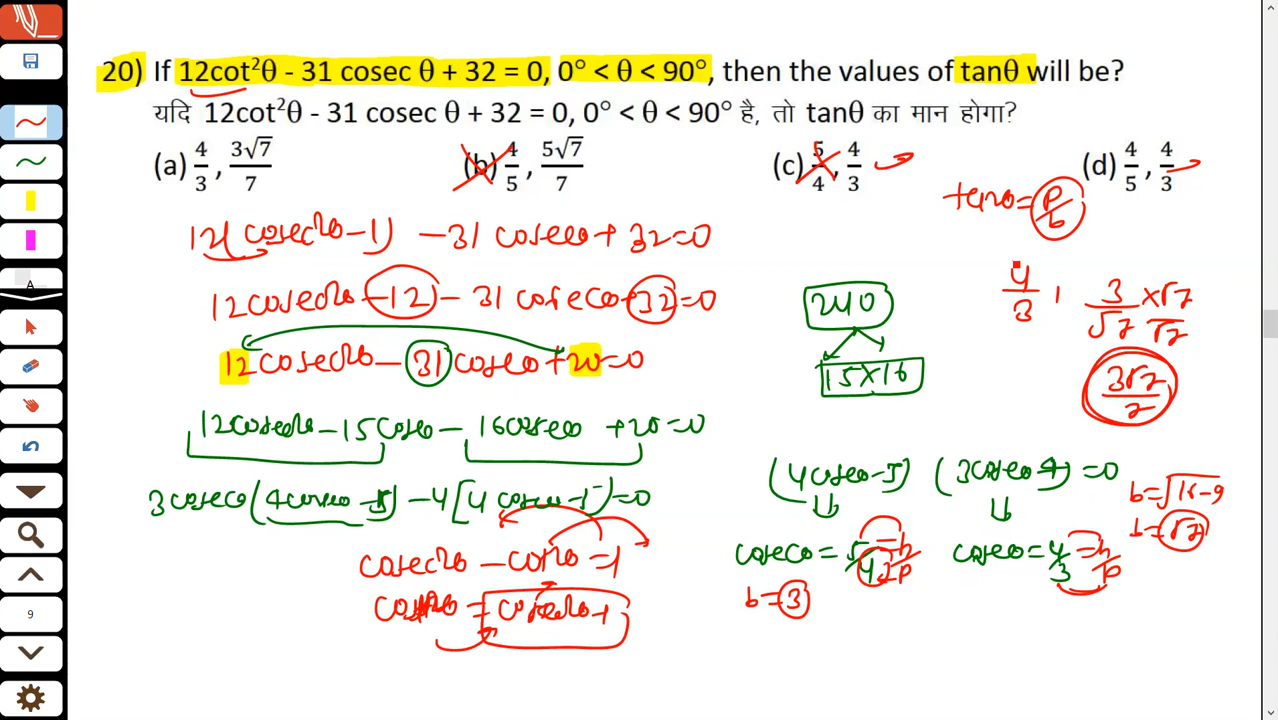 20) If 12cot²θ - 31 cosec θ + 32 = 0, 0° < θ < 90°, then the values of tanθ will be?
यदि 12cot²θ - 31 cosec θ + 32 = 0, 0° < θ < 90° है, तो tanθ का मान होगा?
(a) 4/3 , 3√7/7 (b) 4/5 , 5√7/7 (c) 5/4 , 4/3 (d) 4/5 , 4/3
tanθ = P/b
12(cosec²θ - 1) - 31 cosecθ + 32 = 0
12cosec²θ - 12 - 31 cosecθ + 32 = 0
240
4/3 , 3/√7 × √7/√7
12cosec²θ - 31 cosecθ + 20 = 0
15×16
3√7/7
12cosec²θ - 15cosecθ - 16cosecθ + 20 = 0
(4cosecθ - 5) (3cosecθ - 4) = 0
3cosecθ(4cosecθ - 5) - 4[4cosecθ - 5] = 0
b = √16-9
b = √7
cosecθ = 5/4 = h/P
cosecθ = 4/3 = h/P
cosec²θ - cot²θ = 1
b = 3
cot²θ = cosec²θ - 1
A
9